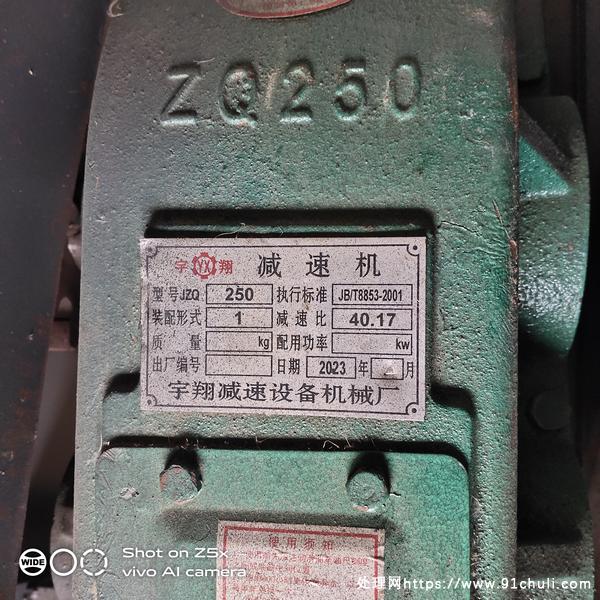 ZQ250
宇 YX 翔 减速机
型号JZQ 250 执行标准 JB/T8853-2001
装配形式 1 减速比 40.17
质量 kg 配用功率 kw
出厂编号 日期 2023 年 月
宇翔减速设备机械厂
使用须知
WIDE
Shot on Z5x
vivo AI camera
处理网https://www.91chuli.com/